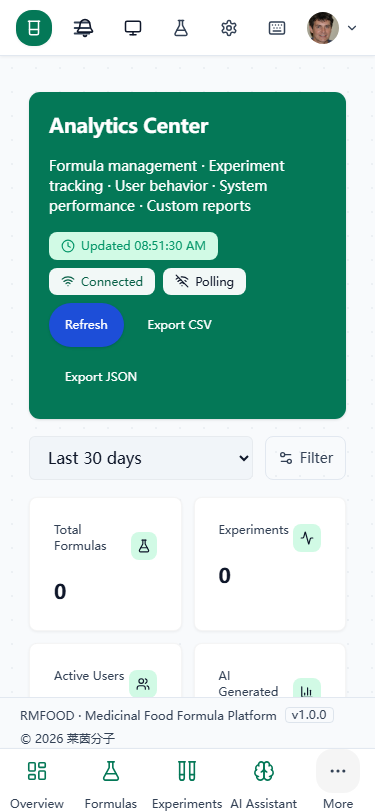 Analytics Center
Formula management · Experiment
tracking · User behavior · System
performance · Custom reports
Updated 08:51:30 AM
Connected
Polling
Refresh
Export CSV
Export JSON
Last 30 days
Filter
Total
Formulas
0
Experiments
0
Active Users
AI
Generated
RMFOOD · Medicinal Food Formula Platform
v1.0.0
© 2026 莱茵分子
Overview
Formulas
Experiments
AI Assistant
More